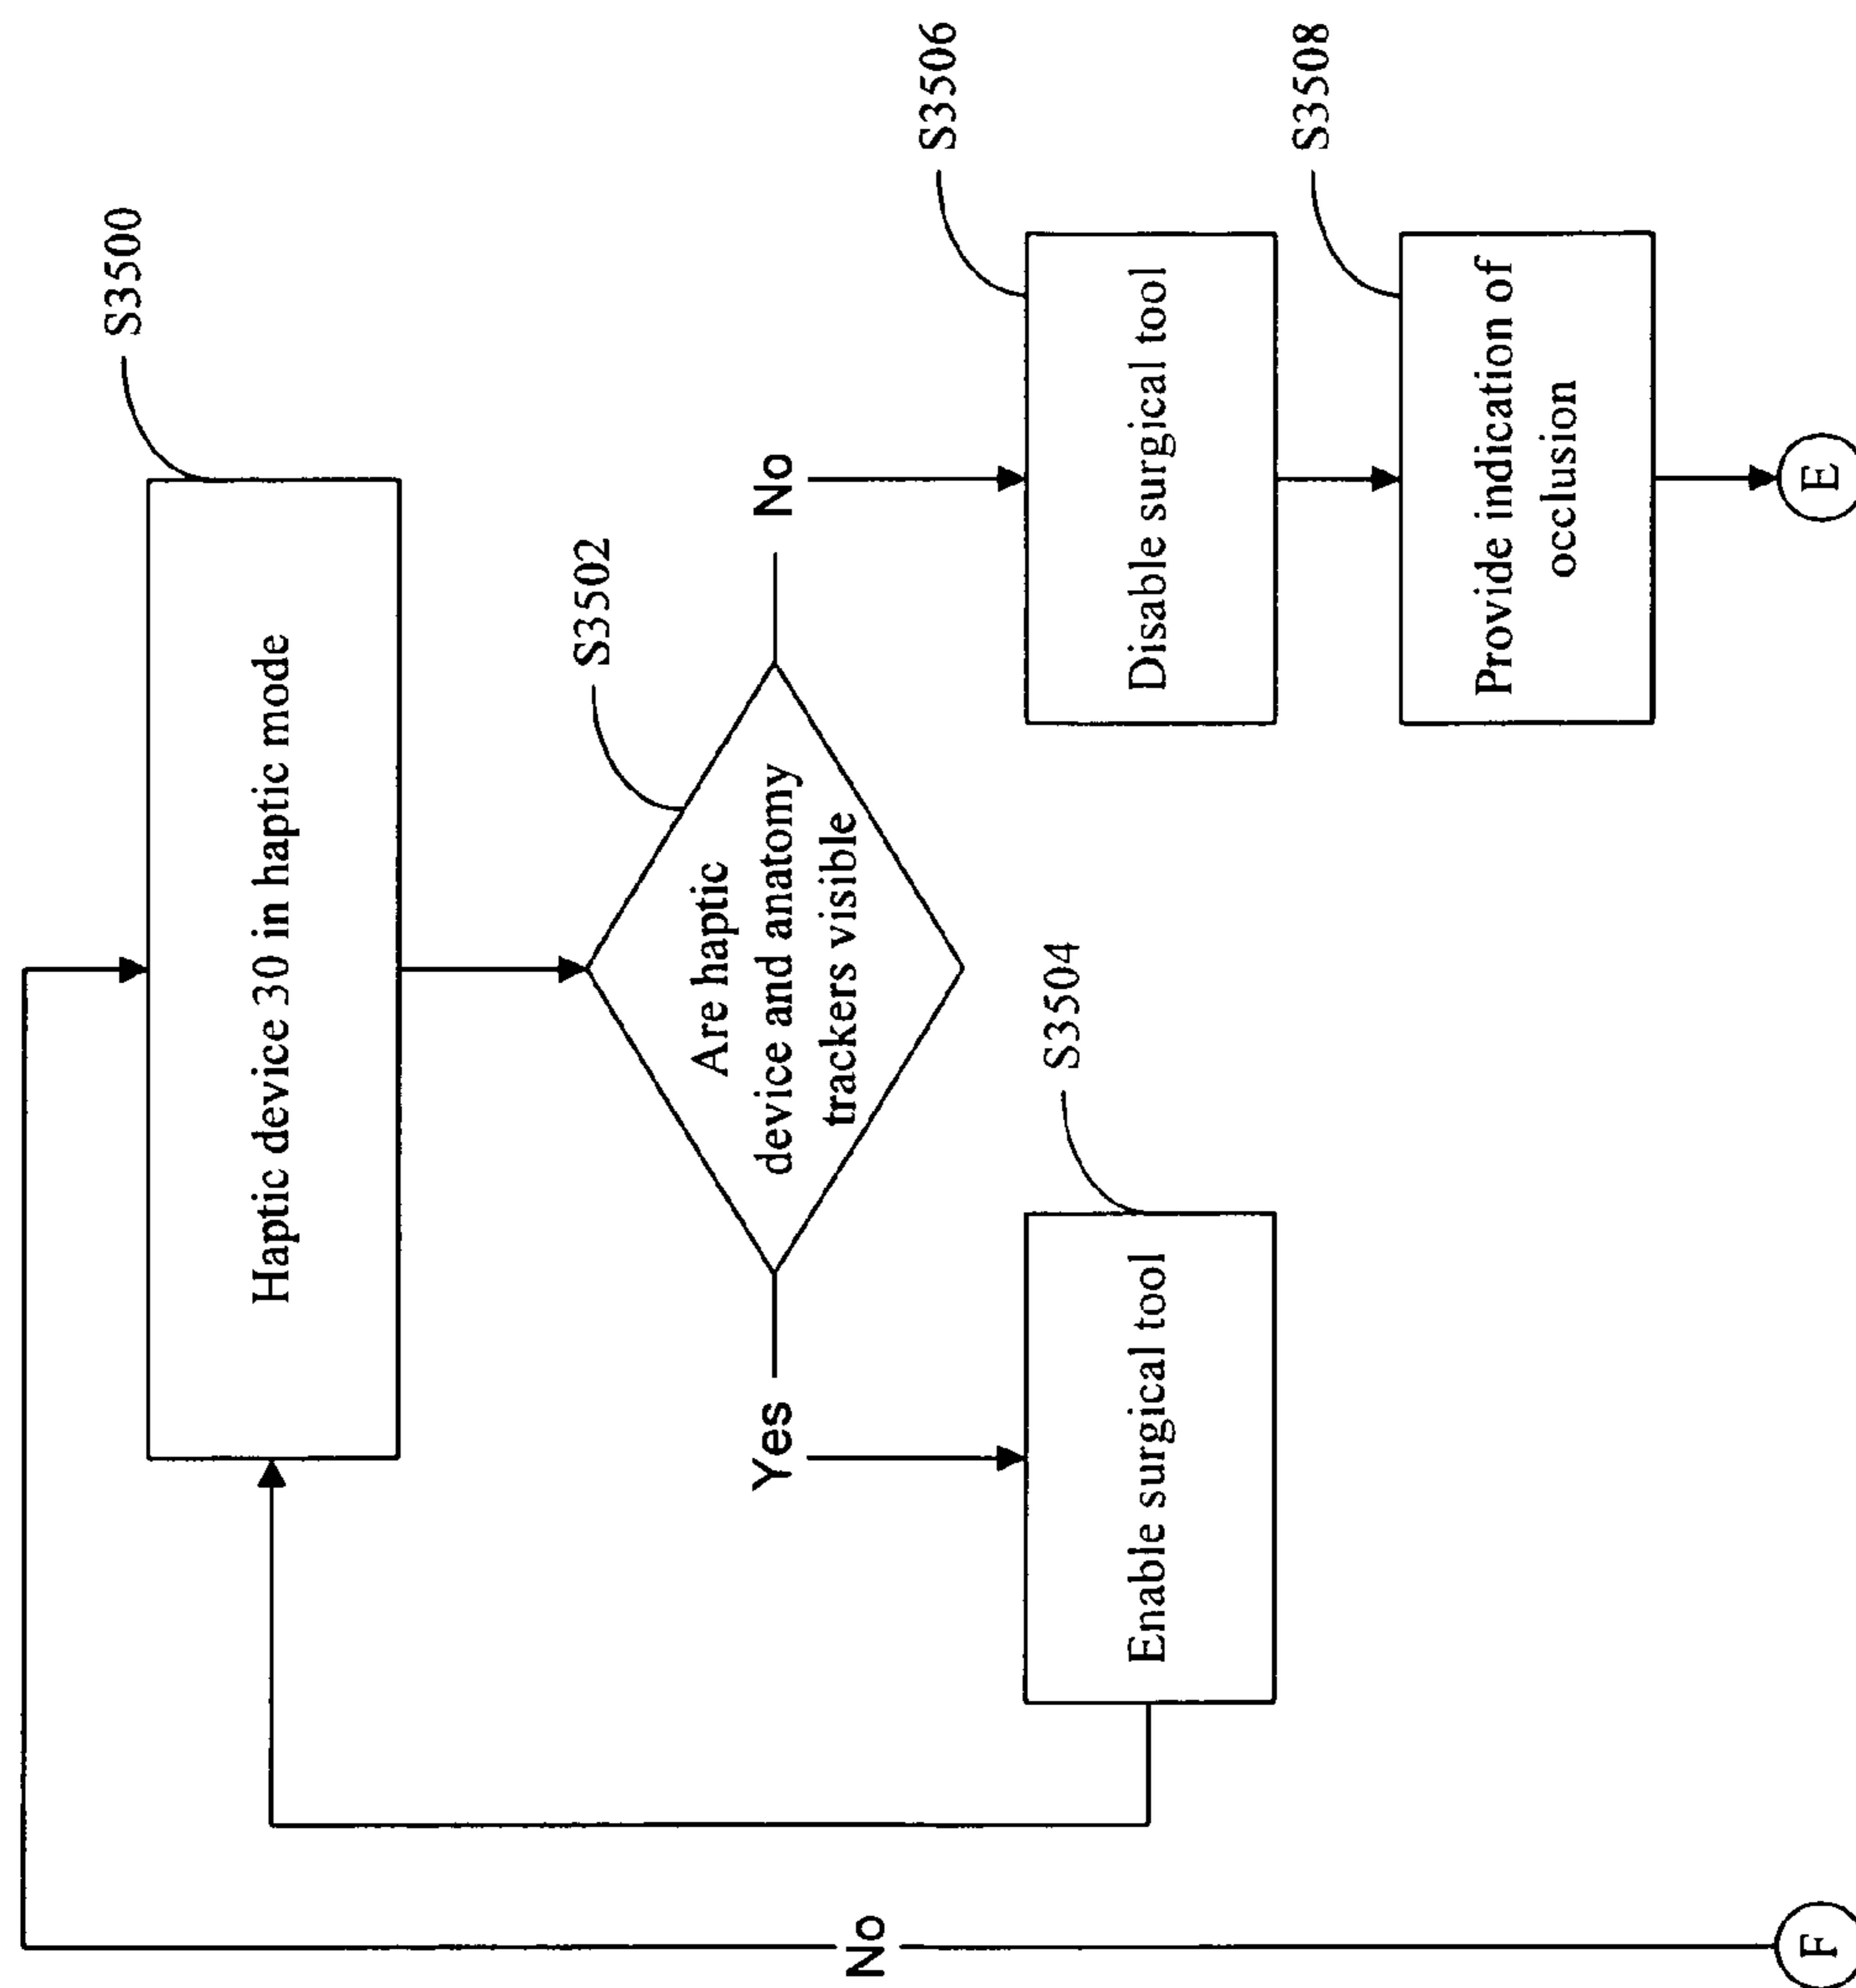 S3500
Haptic device 30 in haptic mode
S3502
Are haptic
device and anatomy
trackers visible
Yes
No
S3504
Enable surgical tool
S3506
Disable surgical tool
S3508
Provide indication of
occlusion
No
F
E